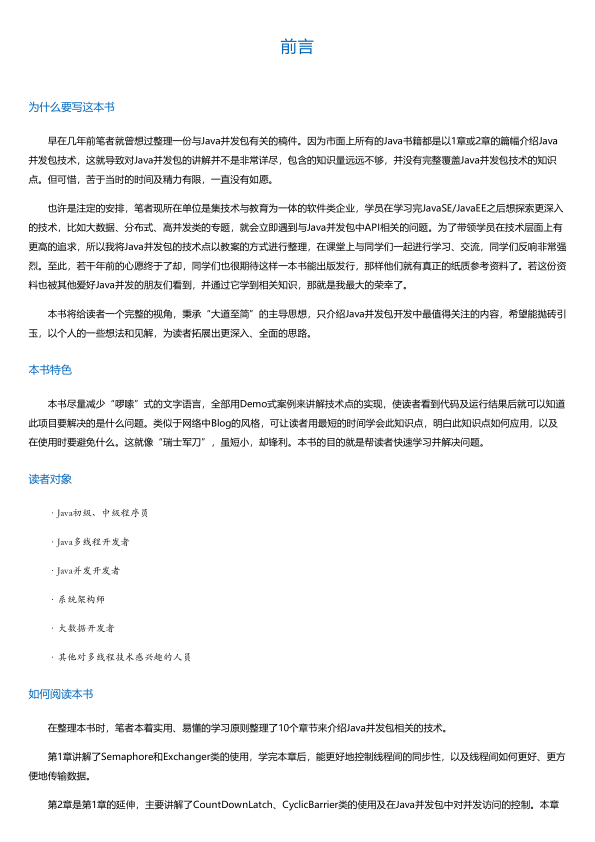 前言
为什么要写这本书
早在几年前笔者就曾想过整理一份与Java并发包有关的稿件。因为市面上所有的Java书籍都是以1章或2章的篇幅介绍Java
并发包技术，这就导致对Java并发包的讲解并不是非常详尽，包含的知识量远远不够，并没有完整覆盖Java并发包技术的知识
点。但可惜，苦于当时的时间及精力有限，一直没有如愿。
也许是注定的安排，笔者现所在单位是集技术与教育为一体的软件类企业，学员在学习完JavaSE/JavaEE之后想探索更深入
的技术，比如大数据、分布式、高并发类的专题，就会立即遇到与Java并发包中API相关的问题。为了带领学员在技术层面上有
更高的追求，所以我将Java并发包的技术点以教案的方式进行整理，在课堂上与同学们一起进行学习、交流，同学们反响非常强
烈。至此，若干年前的心愿终于了却，同学们也很期待这样一本书能出版发行，那样他们就有真正的纸质参考资料了。若这份资
料也被其他爱好Java并发的朋友们看到，并通过它学到相关知识，那就是我最大的荣幸了。
本书将给读者一个完整的视角，秉承“大道至简”的主导思想，只介绍Java并发包开发中最值得关注的内容，希望能抛砖引
玉，以个人的一些想法和见解，为读者拓展出更深入、全面的思路。
本书特色
本书尽量减少“啰嗦”式的文字语言，全部用Demo式案例来讲解技术点的实现，使读者看到代码及运行结果后就可以知道
此项目要解决的是什么问题。类似于网络中Blog的风格，可让读者用最短的时间学会此知识点，明白此知识点如何应用，以及
在使用时要避免什么。这就像“瑞士军刀”，虽短小，却锋利。本书的目的就是帮读者快速学习并解决问题。
读者对象
·Java初级、中级程序员
·Java多线程开发者
·Java并发开发者
·系统架构师
·大数据开发者
·其他对多线程技术感兴趣的人员
如何阅读本书
在整理本书时，笔者本着实用、易懂的学习原则整理了10个章节来介绍Java并发包相关的技术。
第1章讲解了Semaphore和Exchanger类的使用，学完本章后，能更好地控制线程间的同步性，以及线程间如何更好、更方
便地传输数据。
第2章是第1章的延伸，主要讲解了CountDownLatch、CyclicBarrier类的使用及在Java并发包中对并发访问的控制。本章